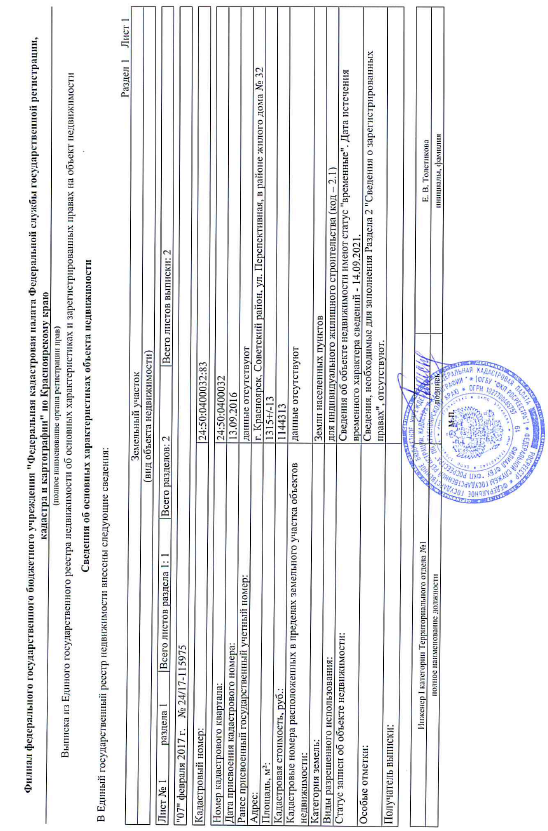 Филиал федерального государственного бюджетного учреждения "Федеральная кадастровая палата Федеральной службы государственной регистрации,
кадастра и картографии" по Красноярскому краю
(полное наименование органа регистрации прав)
Выписка из Единого государственного реестра недвижимости об основных характеристиках и зарегистрированных правах на объект недвижимости
Сведения об основных характеристиках объекта недвижимости
В Единый государственный реестр недвижимости внесены следующие сведения:
Раздел 1 Лист 1
Земельный участок
(вид объекта недвижимости)
Лист № 1 раздела 1 Всего листов раздела 1: 1 Всего разделов: 2 Всего листов выписки: 2
"07" февраля 2017 г. № 24/17-115975
Кадастровый номер: 24:50:0400032:83
Номер кадастрового квартала: 24:50:0400032
Дата присвоения кадастрового номера: 13.09.2016
Ранее присвоенный государственный учетный номер: данные отсутствуют
Адрес: г. Красноярск, Советский район, ул. Перспективная, в районе жилого дома № 32
Площадь, м²: 1315+/-13
Кадастровая стоимость, руб.: 1144313
Кадастровые номера расположенных в пределах земельного участка объектов
недвижимости: данные отсутствуют
Категория земель: Земли населенных пунктов
Виды разрешенного использования: для индивидуального жилищного строительства (код – 2.1)
Статус записи об объекте недвижимости: Сведения об объекте недвижимости имеют статус "временные". Дата истечения
временного характера сведений - 14.09.2021.
Особые отметки: Сведения, необходимые для заполнения Раздела 2 "Сведения о зарегистрированных
правах", отсутствуют.
Получатель выписки:
Инженер I категории Территориального отдела №1 Е. В. Толстикова
полное наименование должности подпись инициалы, фамилия
М.П.